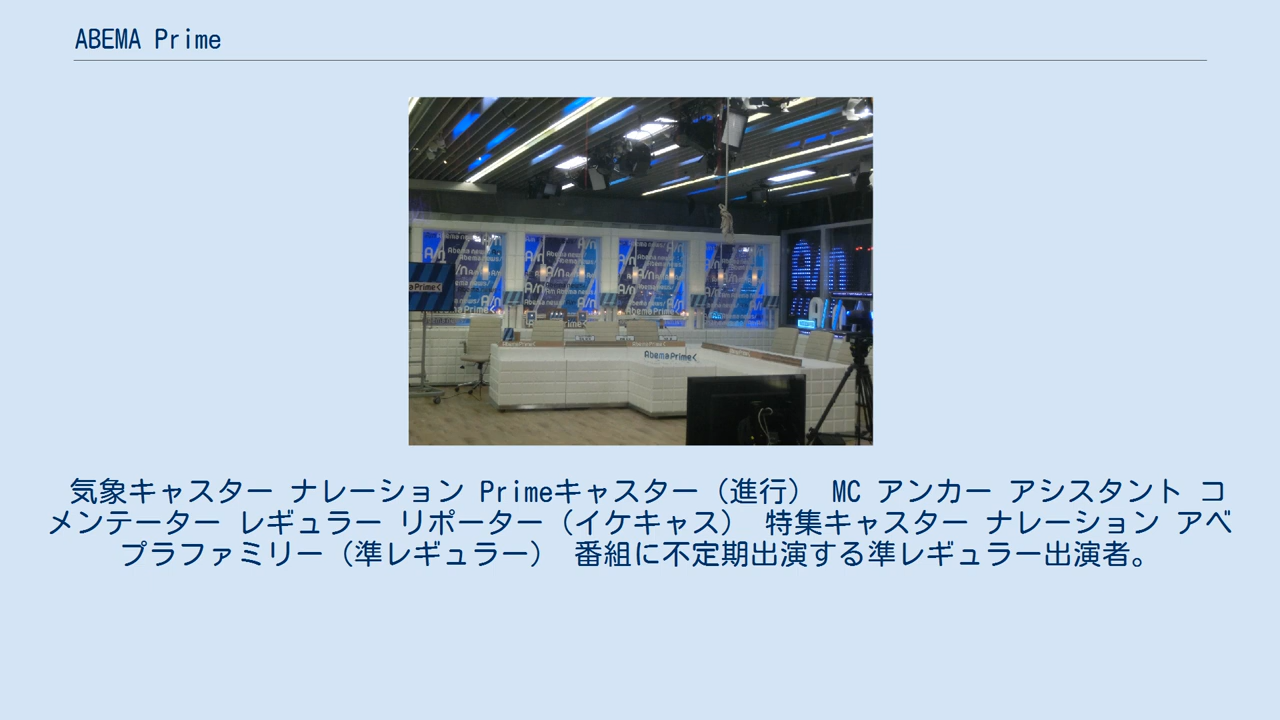 ABEMA Prime
A/n
Abema news/
AbemaPrime
AbemaPrime
気象キャスター ナレーション Primeキャスター（進行） MC アンカー アシスタント コ
メンテーター レギュラー リポーター（イケキャス） 特集キャスター ナレーション アベ
プラファミリー（準レギュラー） 番組に不定期出演する準レギュラー出演者。